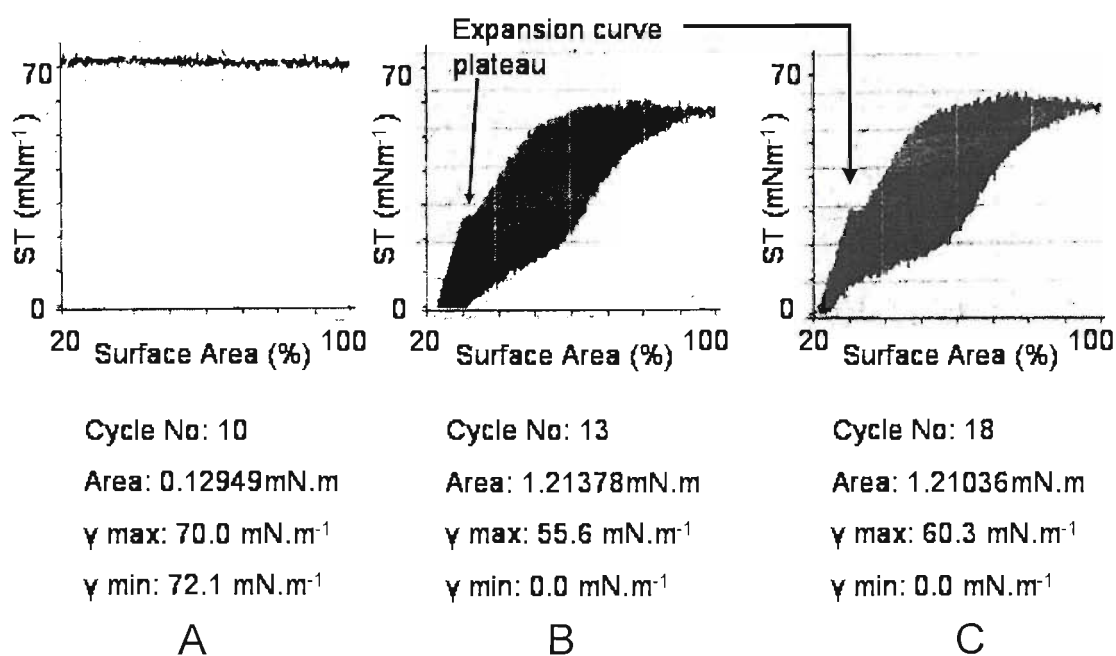 Expansion curve
plateau
70
ST (mNm⁻¹)
0
20
Surface Area (%)
100
70
ST (mNm⁻¹)
0
20
Surface Area (%)
100
70
ST (mNm⁻¹)
0
20
Surface Area (%)
100
Cycle No: 10
Area: 0.12949mN.m
γ max: 70.0 mN.m⁻¹
γ min: 72.1 mN.m⁻¹
A
Cycle No: 13
Area: 1.21378mN.m
γ max: 55.6 mN.m⁻¹
γ min: 0.0 mN.m⁻¹
B
Cycle No: 18
Area: 1.21036mN.m
γ max: 60.3 mN.m⁻¹
γ min: 0.0 mN.m⁻¹
C